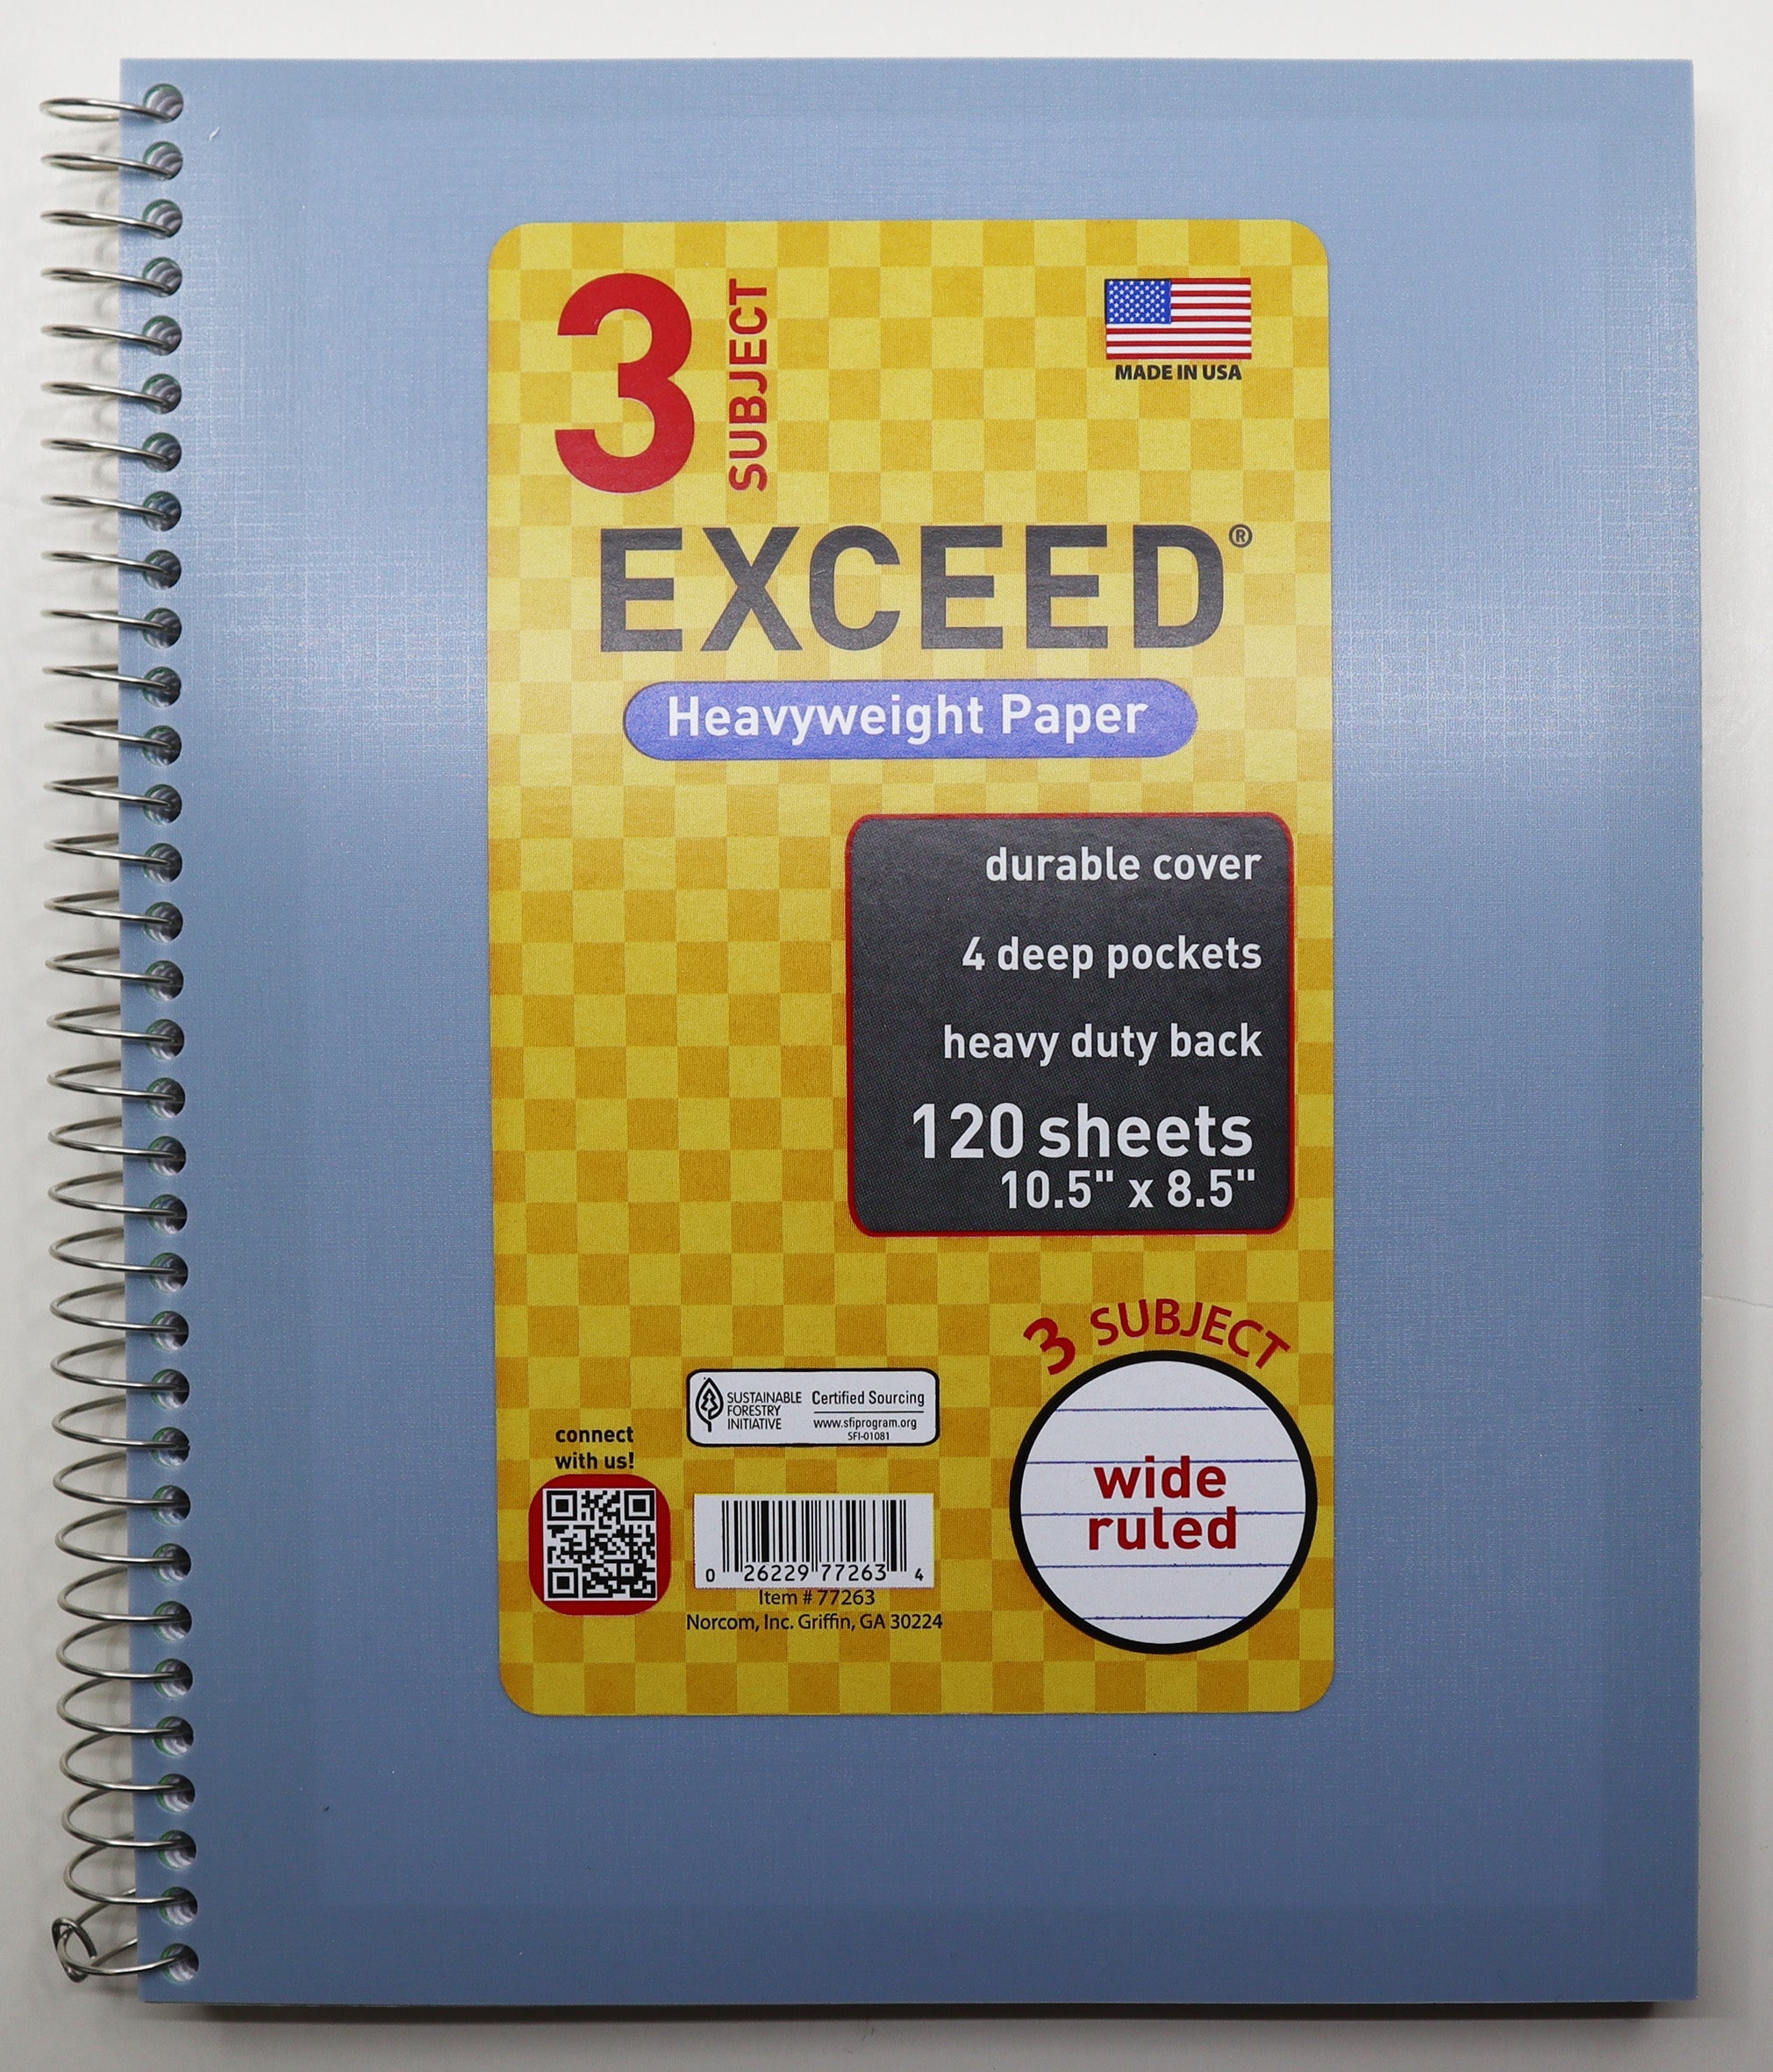 3
SUBJECT
MADE IN USA
EXCEED®
Heavyweight Paper
durable cover
4 deep pockets
heavy duty back
120 sheets
10.5" x 8.5"
3 SUBJECT
wide
ruled
SUSTAINABLE
FORESTRY
INITIATIVE
Certified Sourcing
www.sfiprogram.org
SFI-01081
connect
with us!
0 26229 77263 4
Item # 77263
Norcom, Inc. Griffin, GA 30224